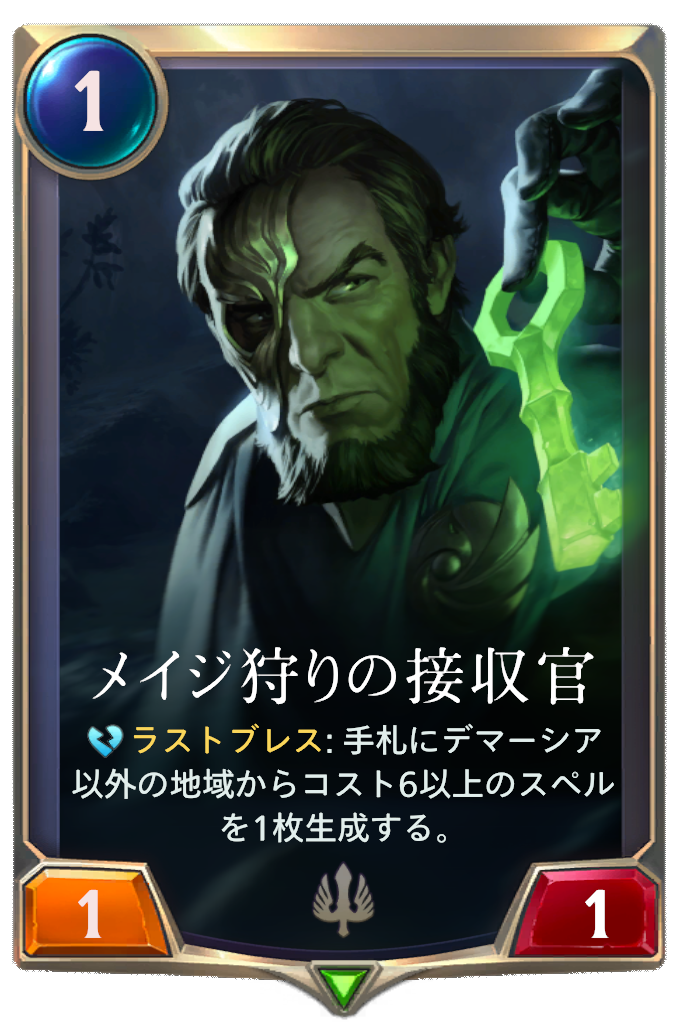 1
メイジ狩りの接収官
ラストブレス: 手札にデマーシア
以外の地域からコスト6以上のスペル
を1枚生成する。
1
1